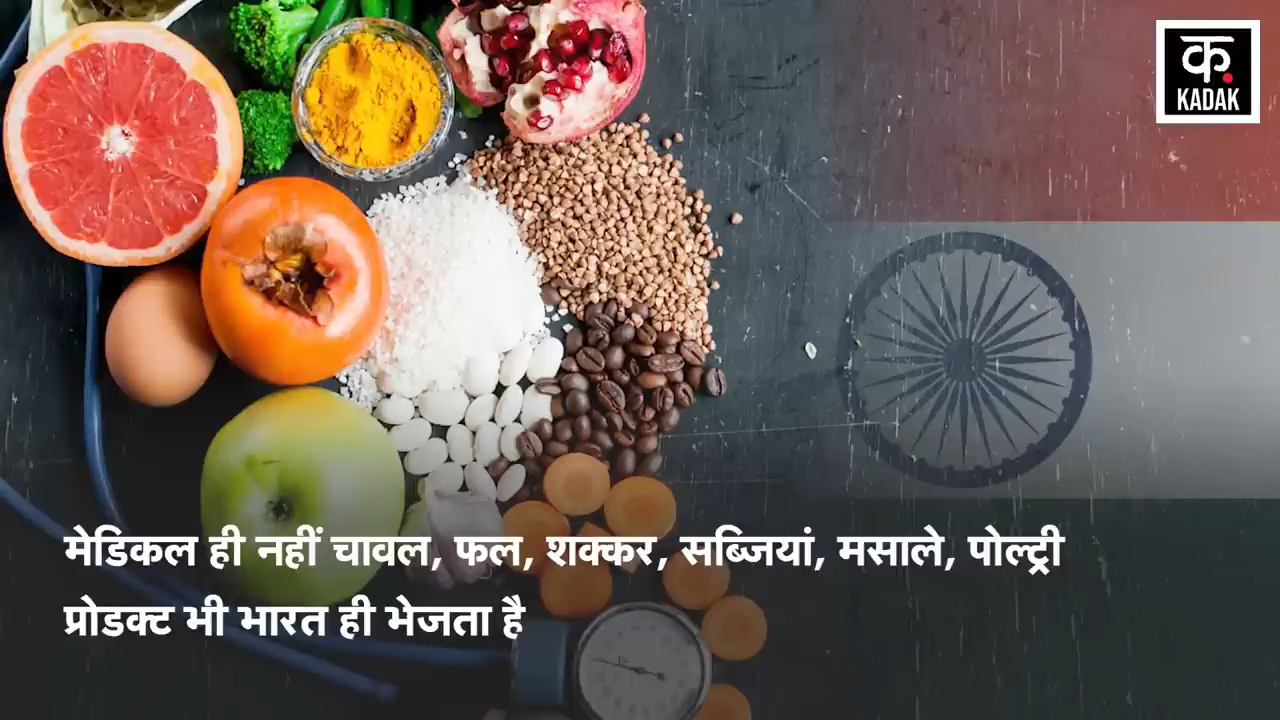 क.
KADAK
मेडिकल ही नहीं चावल, फल, शक्कर, सब्जियां, मसाले, पोल्ट्री
प्रोडक्ट भी भारत ही भेजता है